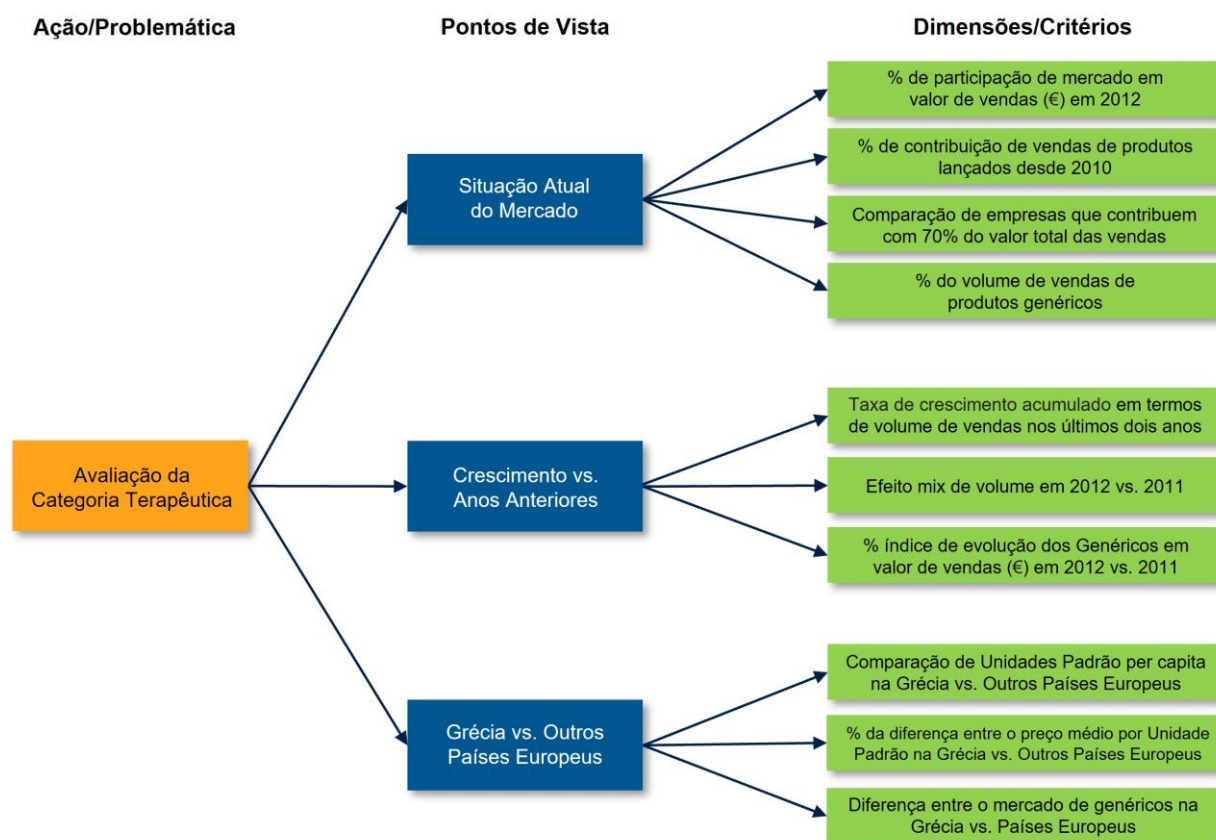 Ação/Problemática
Pontos de Vista
Dimensões/Critérios
Avaliação da
Categoria Terapêutica
Situação Atual
do Mercado
% de participação de mercado em
valor de vendas (€) em 2012
% de contribuição de vendas de produtos
lançados desde 2010
Comparação de empresas que contribuem
com 70% do valor total das vendas
% do volume de vendas de
produtos genéricos
Crescimento vs.
Anos Anteriores
Taxa de crescimento acumulado em termos
de volume de vendas nos últimos dois anos
Efeito mix de volume em 2012 vs. 2011
% índice de evolução dos Genéricos em
valor de vendas (€) em 2012 vs. 2011
Grécia vs. Outros
Países Europeus
Comparação de Unidades Padrão per capita
na Grécia vs. Outros Países Europeus
% da diferença entre o preço médio por Unidade
Padrão na Grécia vs. Outros Países Europeus
Diferença entre o mercado de genéricos na
Grécia vs. Países Europeus